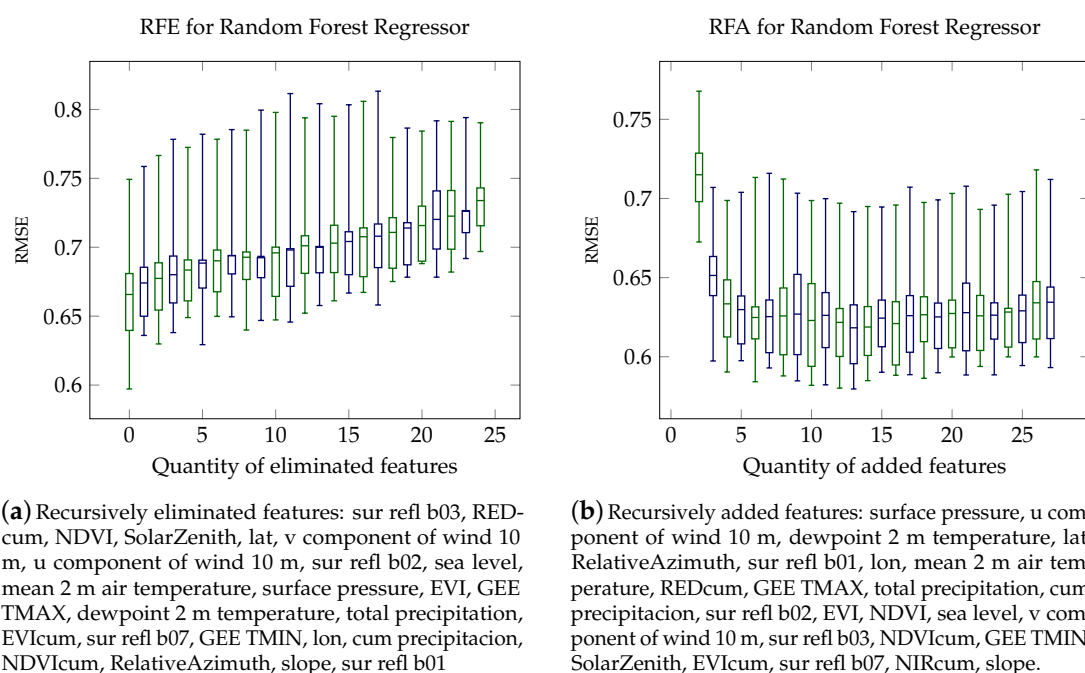 RFE for Random Forest Regressor
0.8
0.75
0.7
0.65
0.6
RMSE
0 5 10 15 20 25
Quantity of eliminated features
(a) Recursively eliminated features: sur refl b03, RED-
cum, NDVI, SolarZenith, lat, v component of wind 10
m, u component of wind 10 m, sur refl b02, sea level,
mean 2 m air temperature, surface pressure, EVI, GEE
TMAX, dewpoint 2 m temperature, total precipitation,
EVIcum, sur refl b07, GEE TMIN, lon, cum precipitacion,
NDVIcum, RelativeAzimuth, slope, sur refl b01
RFA for Random Forest Regressor
0.75
0.7
0.65
0.6
RMSE
0 5 10 15 20 25
Quantity of added features
(b) Recursively added features: surface pressure, u com
ponent of wind 10 m, dewpoint 2 m temperature, lat
RelativeAzimuth, sur refl b01, lon, mean 2 m air tem
perature, REDcum, GEE TMAX, total precipitation, cum
precipitacion, sur refl b02, EVI, NDVI, sea level, v com
ponent of wind 10 m, sur refl b03, NDVIcum, GEE TMIN
SolarZenith, EVIcum, sur refl b07, NIRcum, slope.